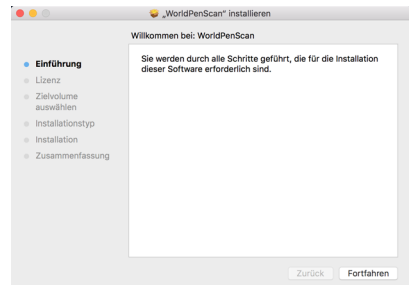 „WorldPenScan“ installieren
Willkommen bei: WorldPenScan
Einführung
Lizenz
Zielvolume
auswählen
Installationstyp
Installation
Zusammenfassung
Sie werden durch alle Schritte geführt, die für die Installation
dieser Software erforderlich sind.
Zurück
Fortfahren